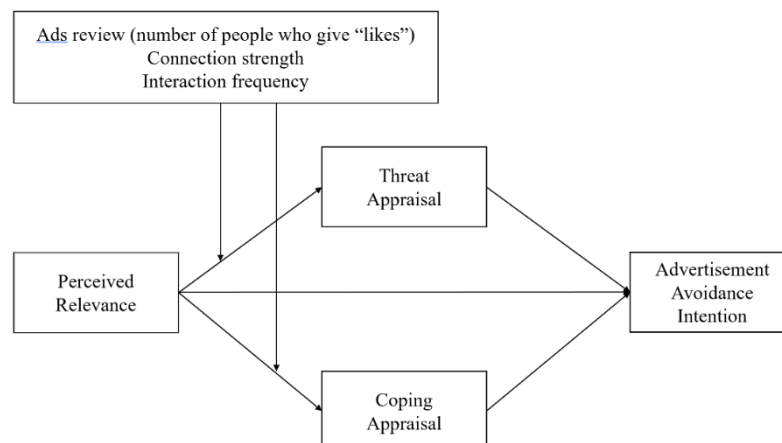 Ads review (number of people who give “likes”)
Connection strength
Interaction frequency
Threat
Appraisal
Perceived
Relevance
Advertisement
Avoidance
Intention
Coping
Appraisal